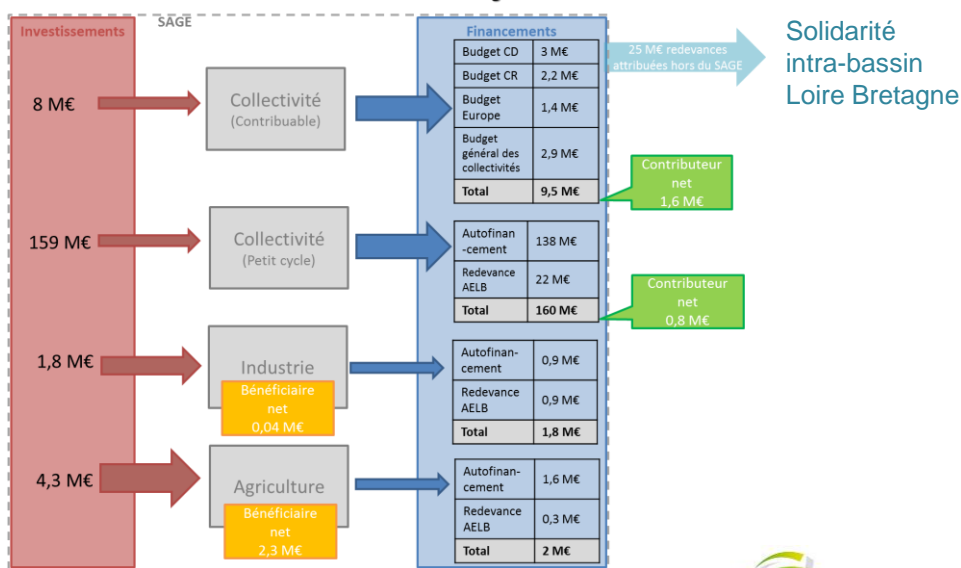 SAGE
Investissements
Financements
8 M€
Collectivité
(Contribuable)
Budget CD 3 M€
Budget CR 2,2 M€
Budget
Europe
1,4 M€
Budget
général des
collectivités
2,9 M€
Total 9,5 M€
25 M€ redevances
attribuées hors du SAGE
Solidarité
intra-bassin
Loire Bretagne
Contributeur
net
1,6 M€
159 M€
Collectivité
(Petit cycle)
Autofinan
-cement
138 M€
Redevance
AELB
22 M€
Total 160 M€
Contributeur
net
0,8 M€
1,8 M€
Industrie
Bénéficiaire
net
0,04 M€
Autofinan-
cement
0,9 M€
Redevance
AELB
0,9 M€
Total 1,8 M€
4,3 M€
Agriculture
Bénéficiaire
net
2,3 M€
Autofinan-
cement
1,6 M€
Redevance
AELB
0,3 M€
Total 2 M€